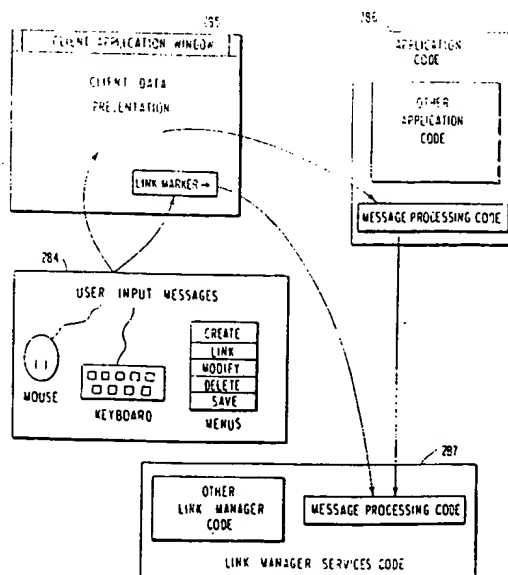 286
CLIENT APPLICATION WINDOW
CLIENT DATA
PRESENTATION
LINK MARKER →
APPLICATION
CODE
OTHER
APPLICATION
CODE
MESSAGE PROCESSING CODE
284
USER INPUT MESSAGES
MOUSE
KEYBOARD
CREATE
LINK
MODIFY
DELETE
SAVE
MENUS
287
OTHER
LINK MANAGER
CODE
MESSAGE PROCESSING CODE
LINK MANAGER SERVICES CODE